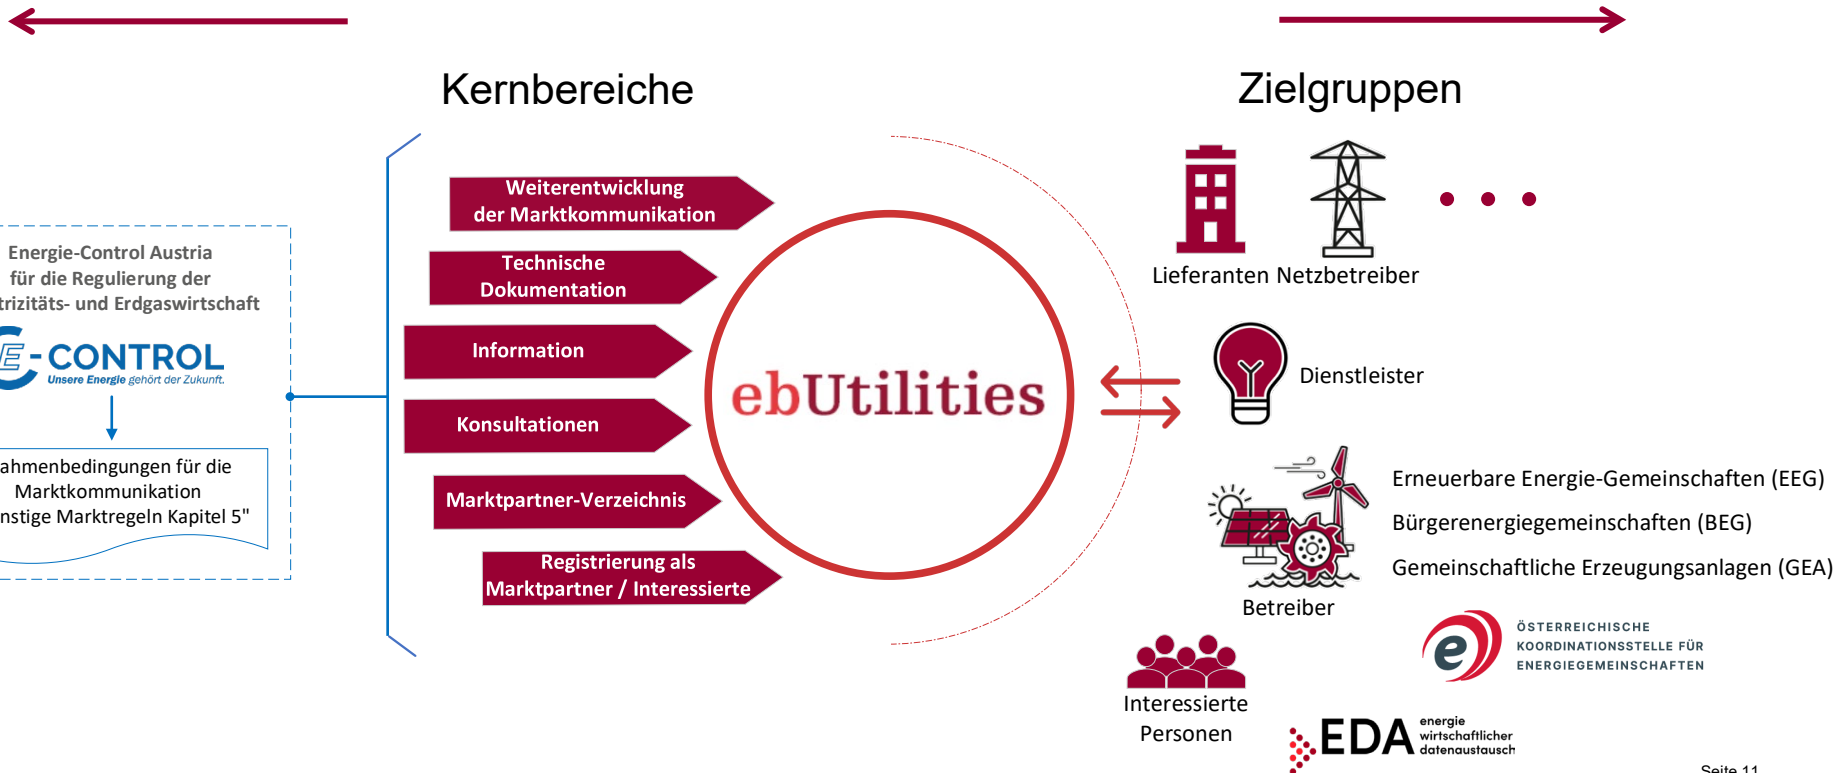 Kernbereiche
Zielgruppen
Energie-Control Austria
für die Regulierung der
trizitäts- und Erdgaswirtschaft
E-CONTROL
Unsere Energie gehört der Zukunft.
ahmenbedingungen für die
Marktkommunikation
nstige Marktregeln Kapitel 5"
Weiterentwicklung
der Marktkommunikation
Technische
Dokumentation
Information
Konsultationen
Marktpartner-Verzeichnis
Registrierung als
Marktpartner / Interessierte
ebUtilities
Lieferanten Netzbetreiber
Dienstleister
Betreiber
Erneuerbare Energie-Gemeinschaften (EEG)
Bürgerenergiegemeinschaften (BEG)
Gemeinschaftliche Erzeugungsanlagen (GEA)
e
ÖSTERREICHISCHE
KOORDINATIONSSTELLE FÜR
ENERGIEGEMEINSCHAFTEN
Interessierte
Personen
EDA
energie
wirtschaftlicher
datenaustausch
Seite 11